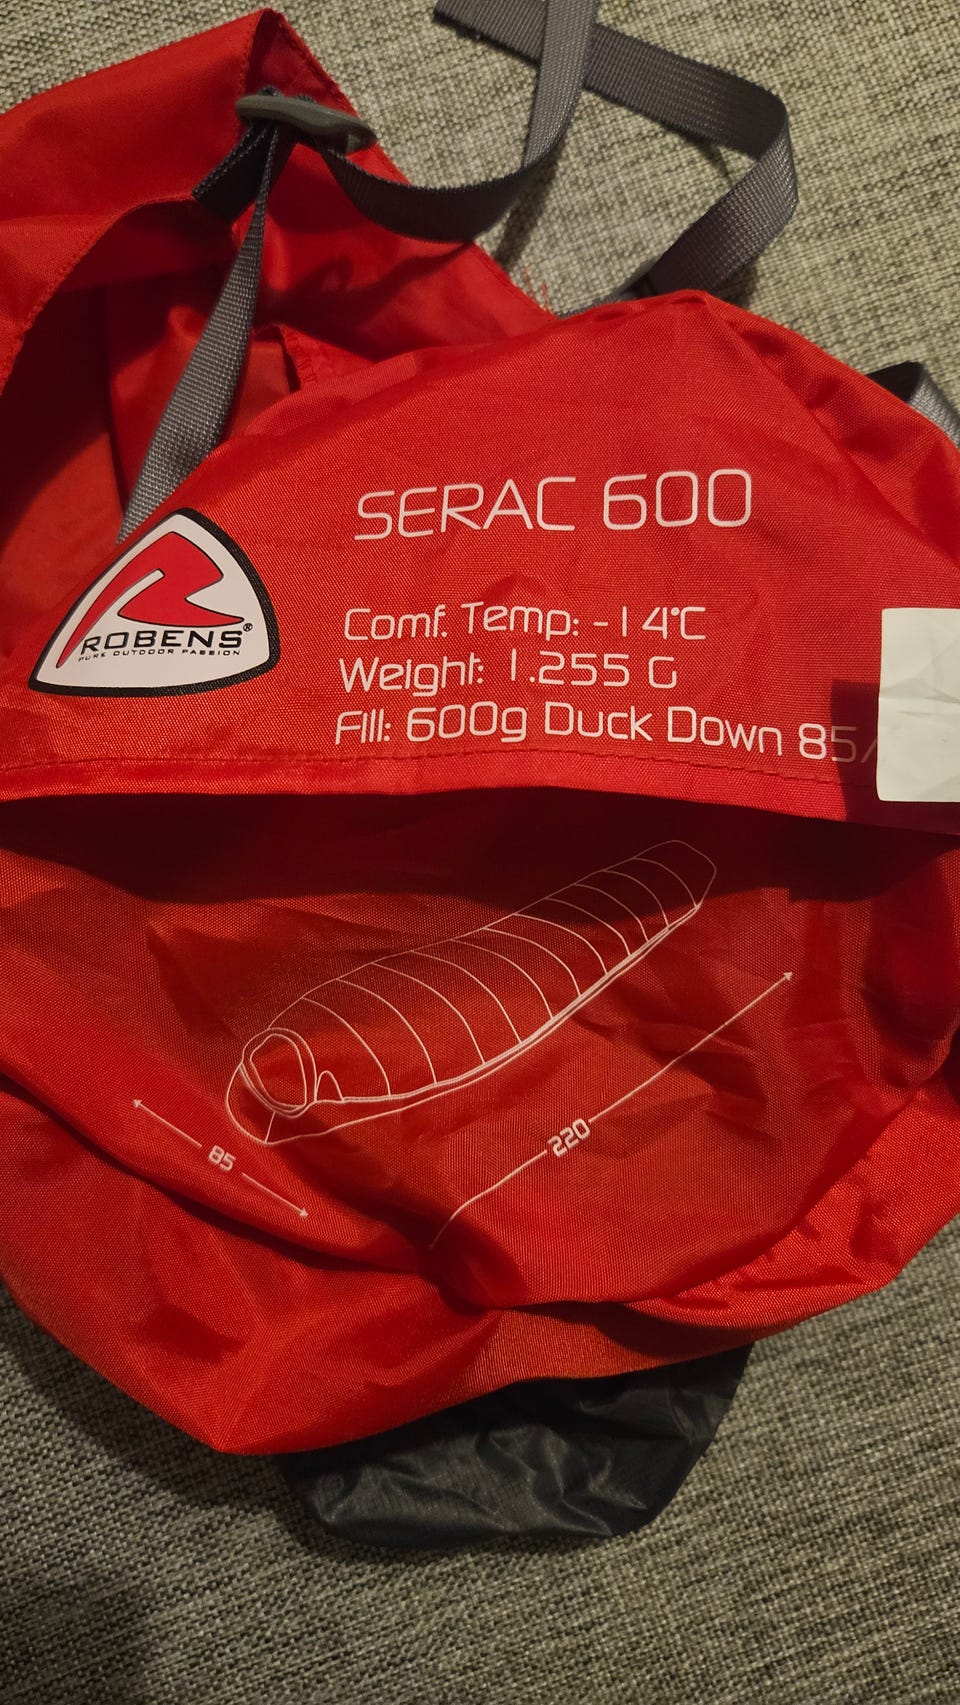 SERAC 600
ROBENS®
PURE OUTDOOR PASSION
Comf. Temp: -14°C
Weight: 1.255 G
Fill: 600g Duck Down 85/
85
220